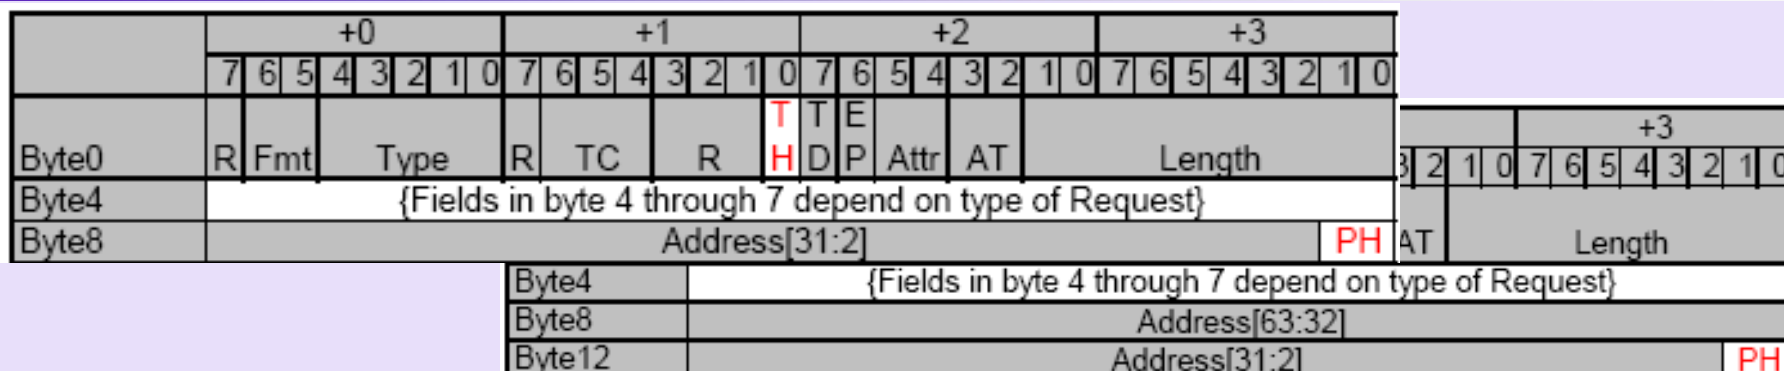 +0 +1 +2 +3
7 6 5 4 3 2 1 0 7 6 5 4 3 2 1 0 7 6 5 4 3 2 1 0 7 6 5 4 3 2 1 0
Byte0 R Fmt Type R TC R TH TD EP Attr AT Length
Byte4 {Fields in byte 4 through 7 depend on type of Request}
Byte8 Address[31:2] PH
+3
2 1 0 7 6 5 4 3 2 1 0
AT Length
Byte4 {Fields in byte 4 through 7 depend on type of Request}
Byte8 Address[63:32]
Byte12 Address[31:2] PH